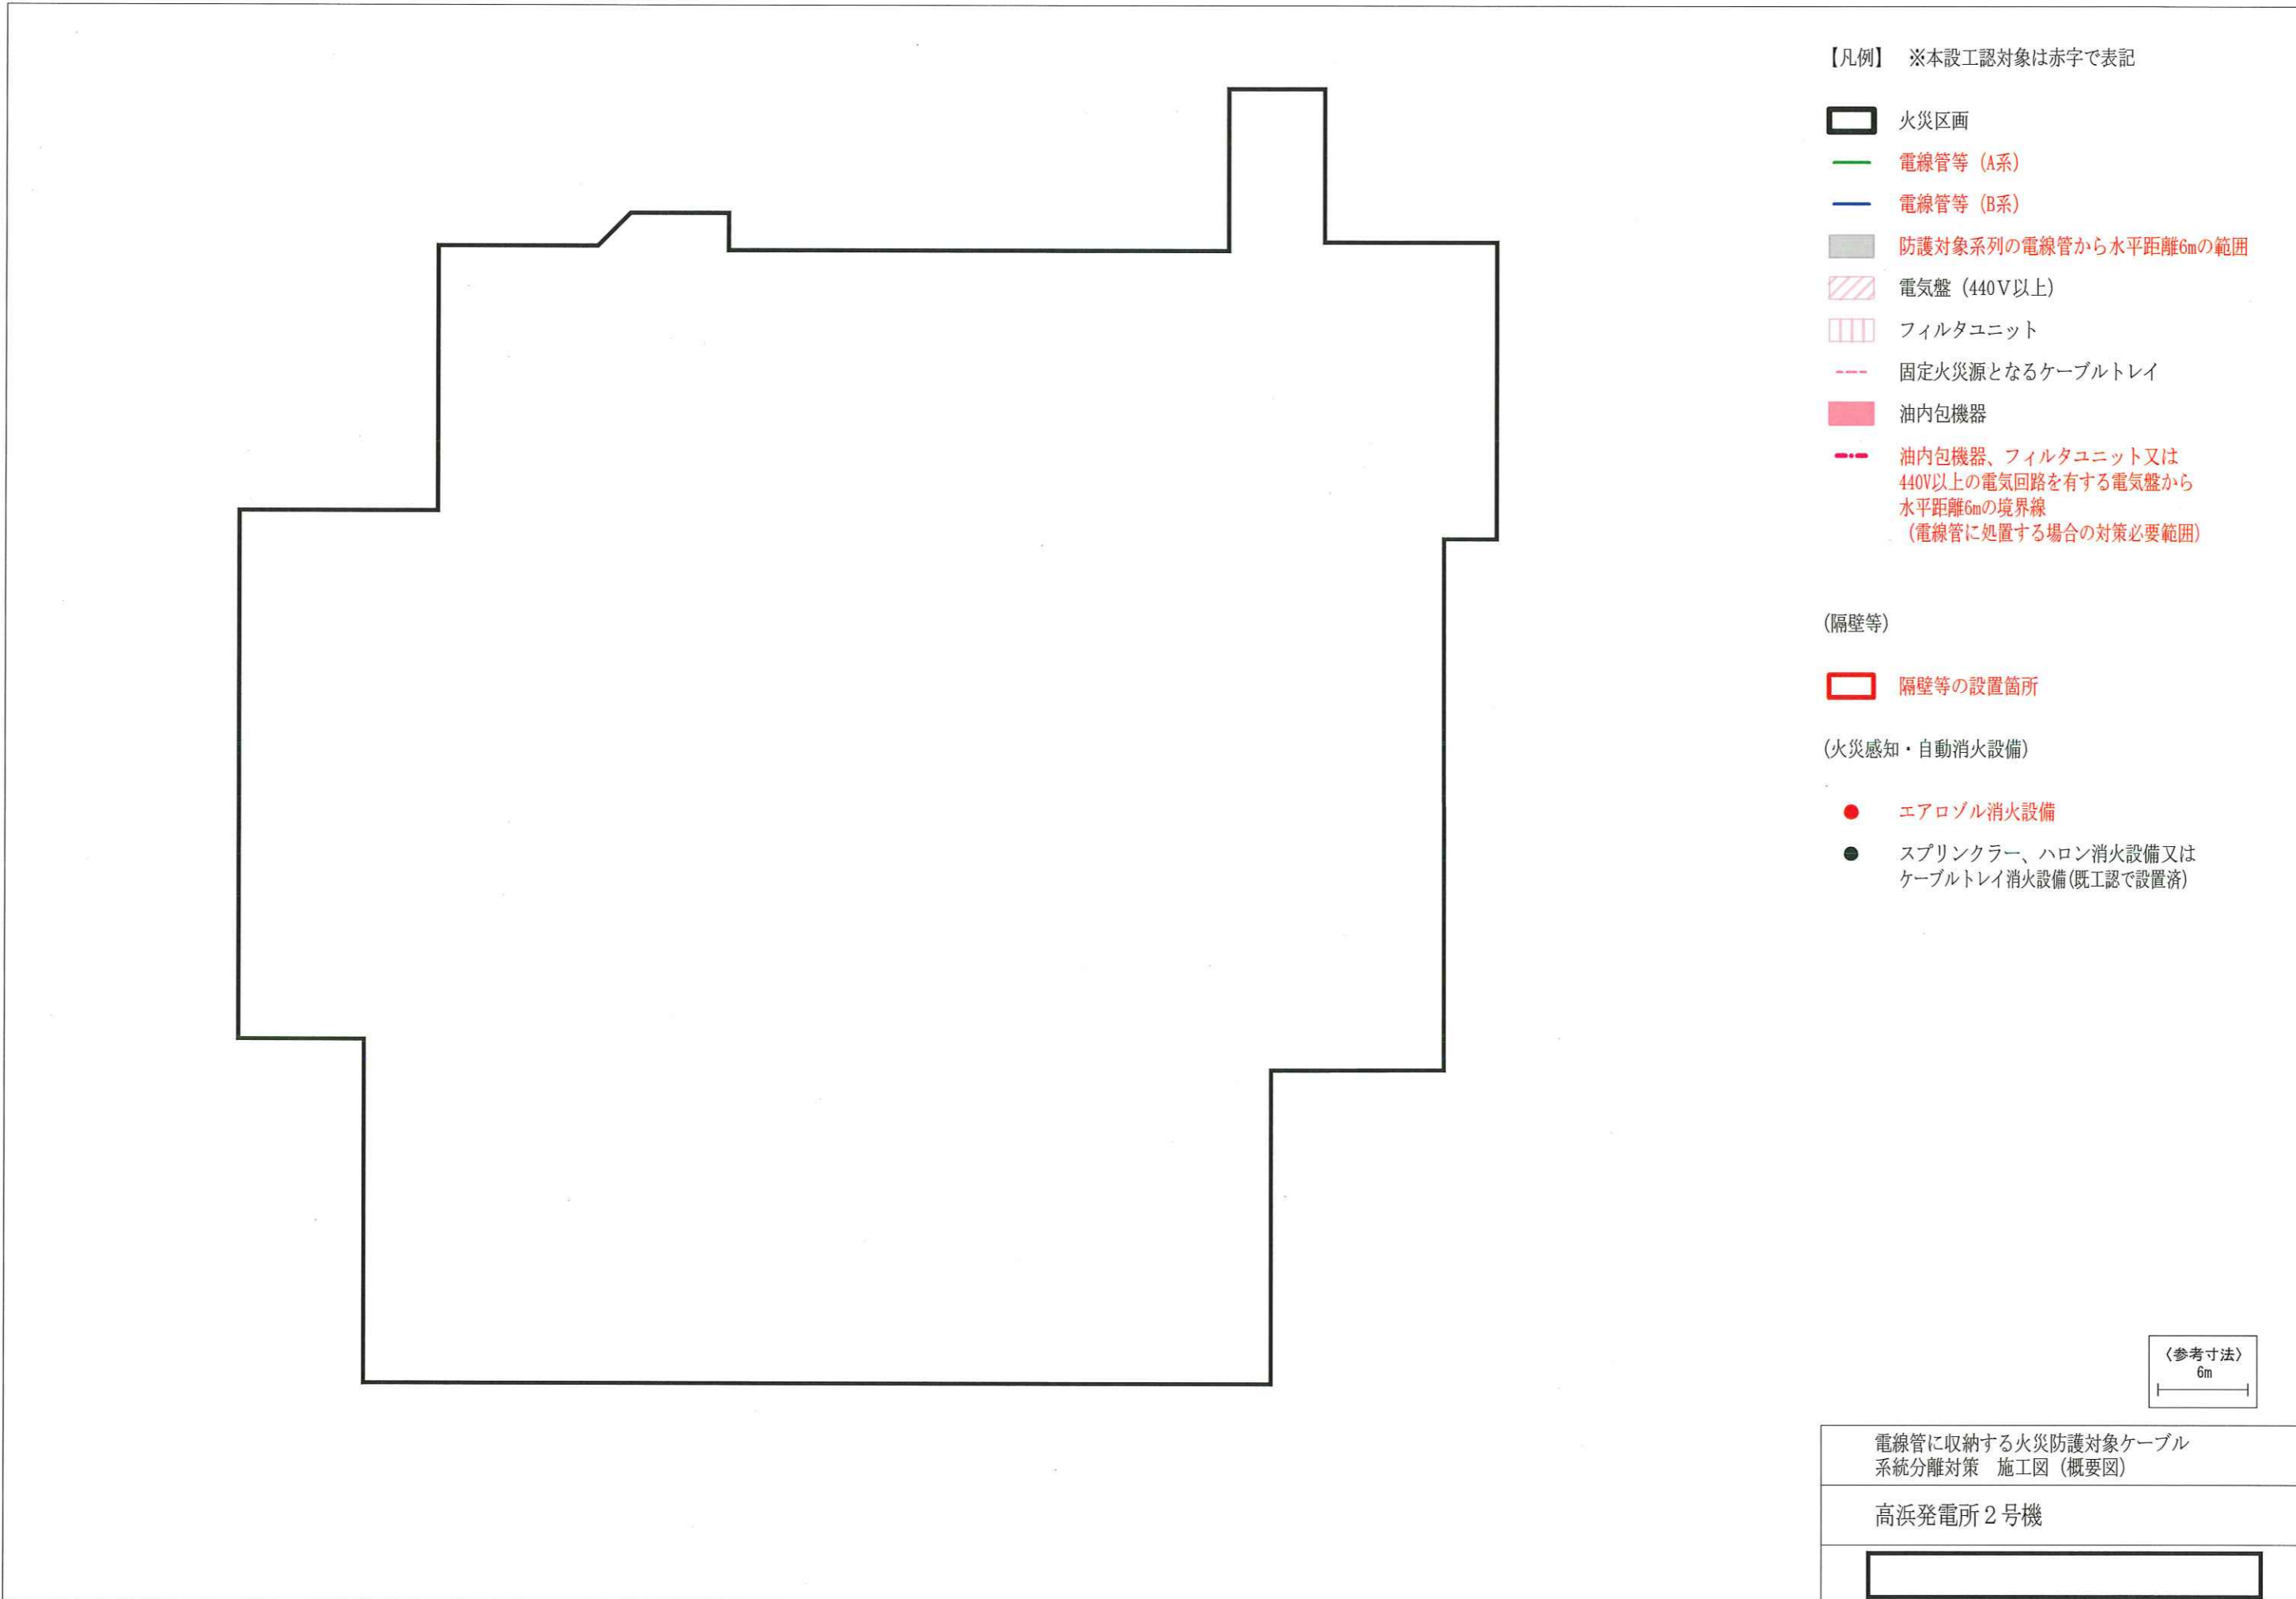 【凡例】 ※本設工認対象は赤字で表記
火災区画
電線管等（A系）
電線管等（B系）
防護対象系列の電線管から水平距離6mの範囲
電気盤（440Ｖ以上）
フィルタユニット
固定火災源となるケーブルトレイ
油内包機器
油内包機器、フィルタユニット又は
440V以上の電気回路を有する電気盤から
水平距離6mの境界線
（電線管に処置する場合の対策必要範囲）
(隔壁等)
隔壁等の設置箇所
(火災感知・自動消火設備)
エアロゾル消火設備
スプリンクラー、ハロン消火設備又は
ケーブルトレイ消火設備(既工認で設置済)
〈参考寸法〉
6m
電線管に収納する火災防護対象ケーブル
系統分離対策 施工図（概要図）
高浜発電所２号機